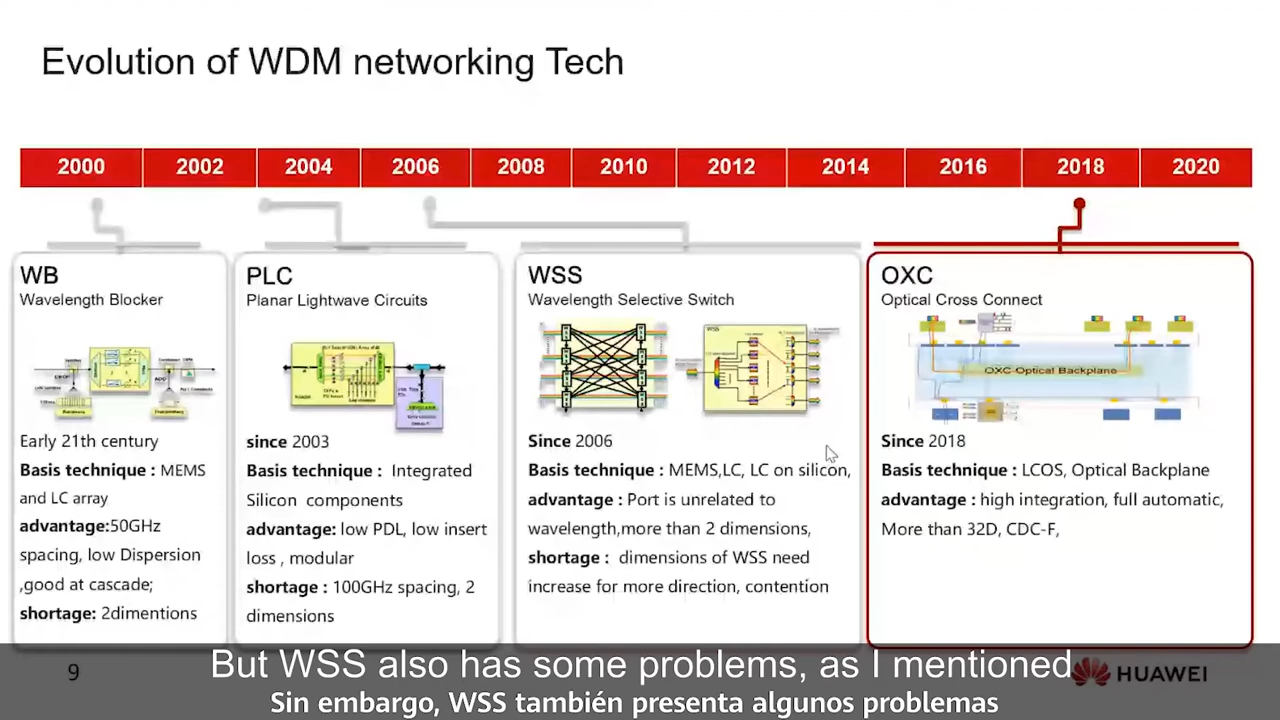 Evolution of WDM networking Tech
2000 2002 2004 2006 2008 2010 2012 2014 2016 2018 2020
WB
Wavelength Blocker
Early 21th century
Basis technique : MEMS
and LC array
advantage:50GHz
spacing, low Dispersion
,good at cascade;
shortage: 2dimentions
PLC
Planar Lightwave Circuits
since 2003
Basis technique : Integrated
Silicon components
advantage: low PDL, low insert
loss , modular
shortage : 100GHz spacing, 2
dimensions
WSS
Wavelength Selective Switch
WSS
Since 2006
Basis technique : MEMS,LC, LC on silicon,
advantage : Port is unrelated to
wavelength,more than 2 dimensions,
shortage : dimensions of WSS need
increase for more direction, contention
OXC
Optical Cross Connect
OXC-Optical Backplane
Since 2018
Basis technique : LCOS, Optical Backplane
advantage : high integration, full automatic,
More than 32D, CDC-F,
9
But WSS also has some problems, as I mentioned
HUAWEI
Sin embargo, WSS también presenta algunos problemas